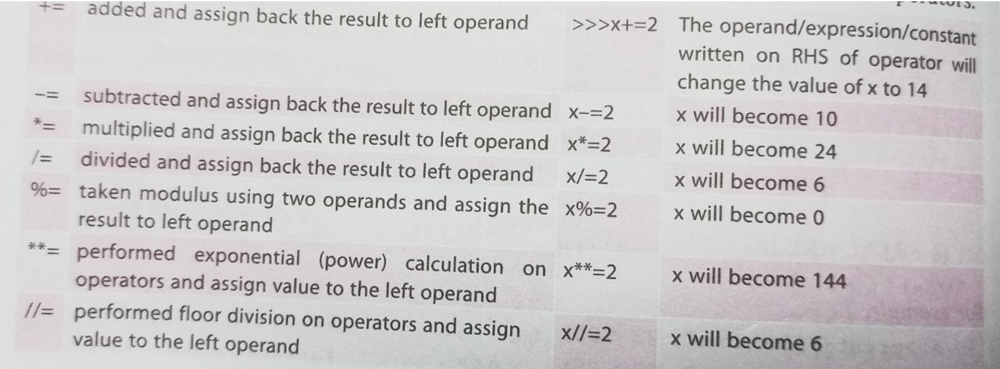 += added and assign back the result to left operand >>>x+=2 The operand/expression/constant
written on RHS of operator will
change the value of x to 14
–= subtracted and assign back the result to left operand x–=2 x will become 10
*= multiplied and assign back the result to left operand x*=2 x will become 24
/= divided and assign back the result to left operand x/=2 x will become 6
%= taken modulus using two operands and assign the x%=2 x will become 0
result to left operand
**= performed exponential (power) calculation on x**=2 x will become 144
operators and assign value to the left operand
//= performed floor division on operators and assign x//=2 x will become 6
value to the left operand